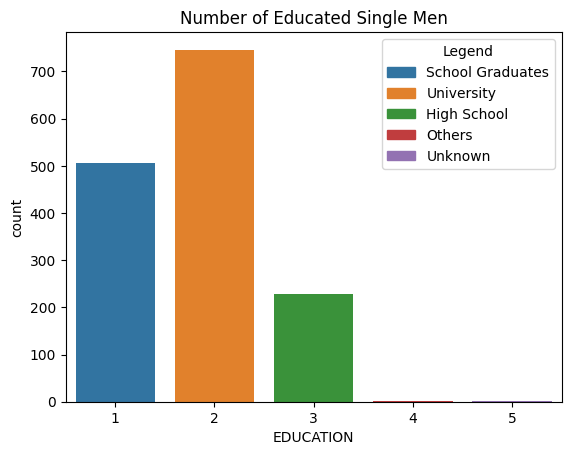 Number of Educated Single Men
Legend
School Graduates
University
High School
Others
Unknown
700
600
500
400
300
200
100
0
count
1 2 3 4 5
EDUCATION